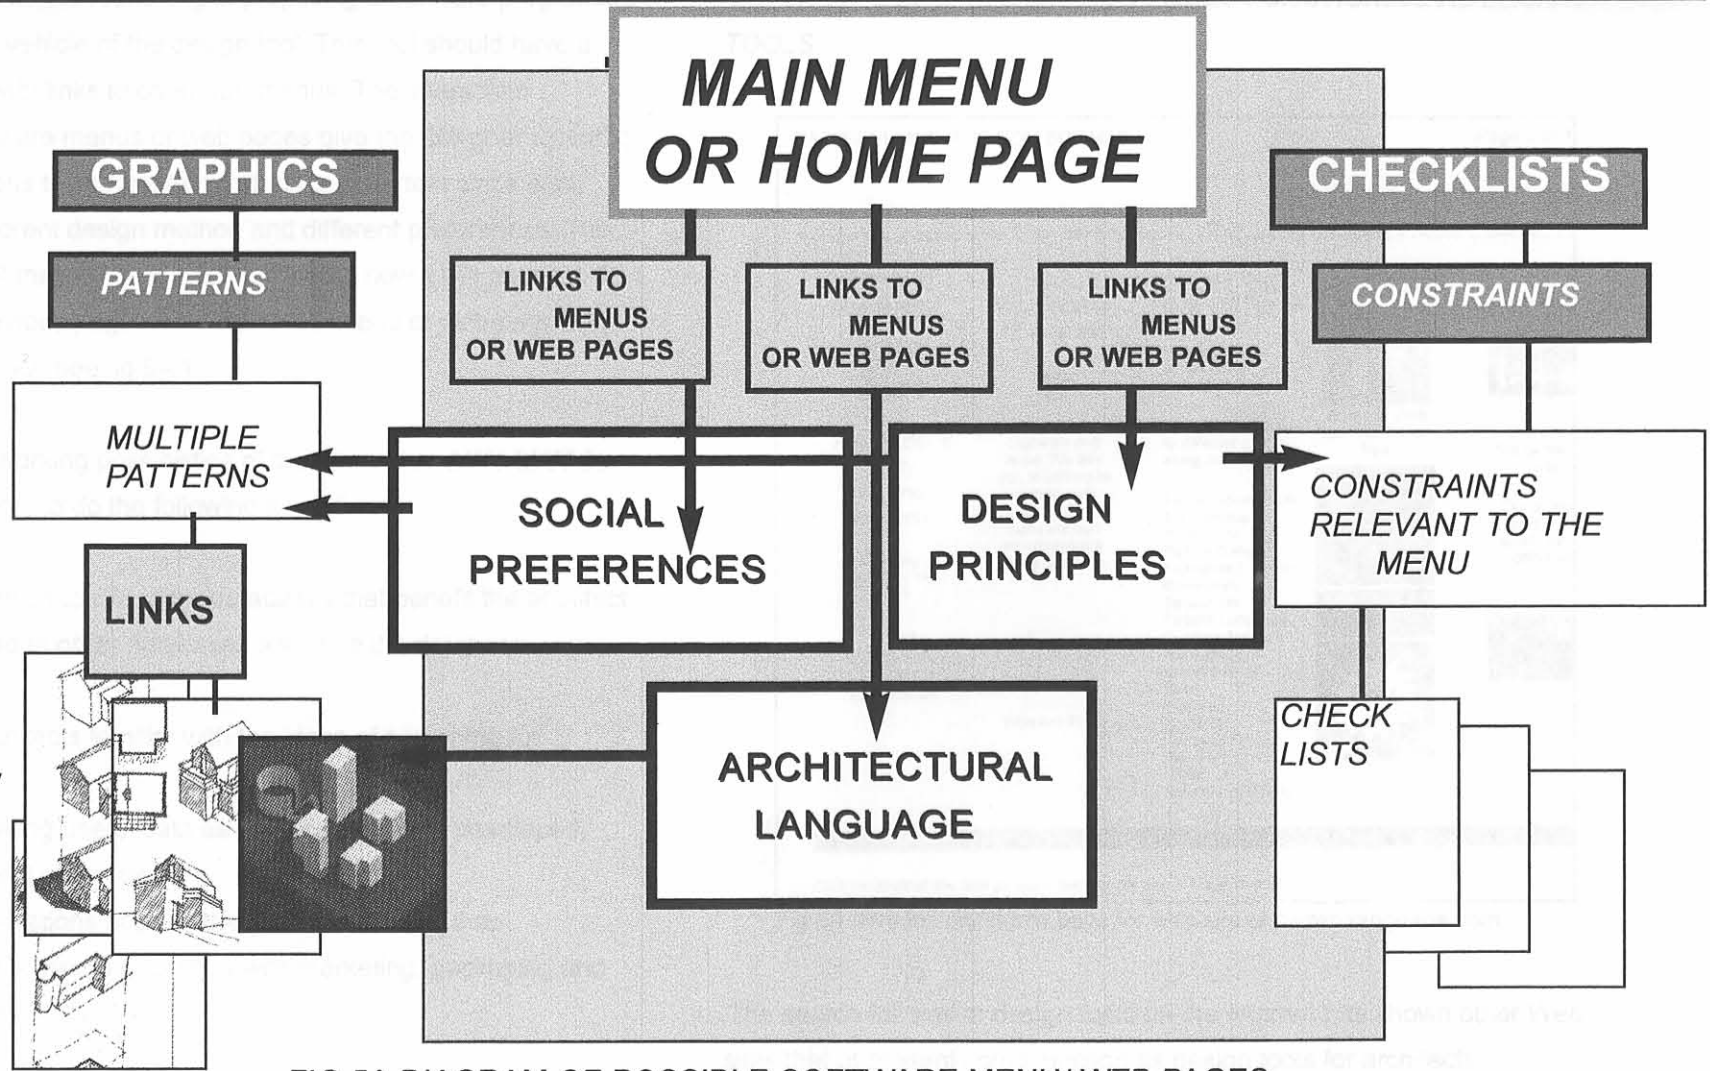 MAIN MENU
OR HOME PAGE
GRAPHICS
PATTERNS
MULTIPLE
PATTERNS
LINKS
LINKS TO
MENUS
OR WEB PAGES
LINKS TO
MENUS
OR WEB PAGES
LINKS TO
MENUS
OR WEB PAGES
CHECKLISTS
CONSTRAINTS
CONSTRAINTS
RELEVANT TO THE
MENU
SOCIAL
PREFERENCES
DESIGN
PRINCIPLES
ARCHITECTURAL
LANGUAGE
CHECK
LISTS